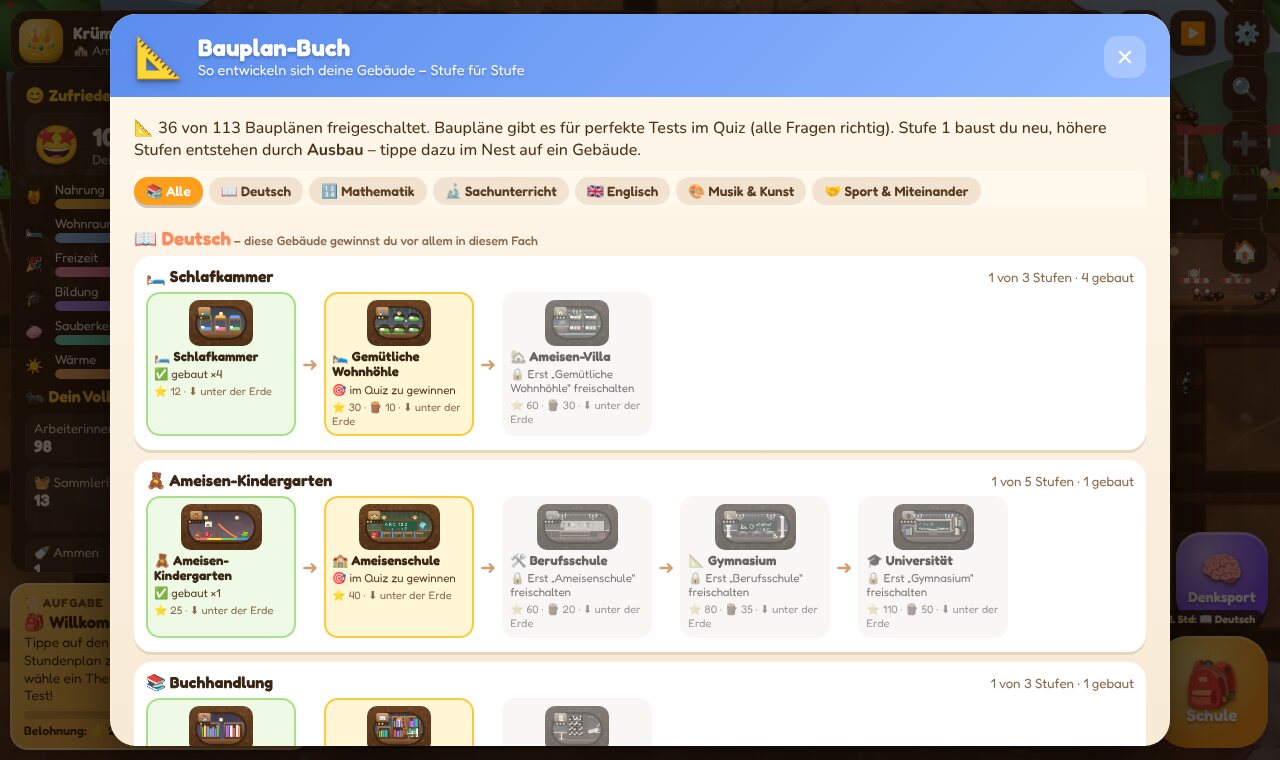 Bauplan-Buch
So entwickeln sich deine Gebäude – Stufe für Stufe
36 von 113 Bauplänen freigeschaltet. Baupläne gibt es für perfekte Tests im Quiz (alle Fragen richtig). Stufe 1 baust du neu, höhere
Stufen entstehen durch Ausbau – tippe dazu im Nest auf ein Gebäude.
Alle
Deutsch
Mathematik
Sachunterricht
Englisch
Musik & Kunst
Sport & Miteinander
Deutsch – diese Gebäude gewinnst du vor allem in diesem Fach
Schlafkammer
1 von 3 Stufen · 4 gebaut
Schlafkammer
gebaut ×4
12 · unter der Erde
Gemütliche
Wohnhöhle
im Quiz zu gewinnen
30 · 10 · unter der
Erde
Ameisen-Villa
Erst „Gemütliche
Wohnhöhle" freischalten
60 · 30 · unter der
Erde
Ameisen-Kindergarten
1 von 5 Stufen · 1 gebaut
Ameisen-
Kindergarten
gebaut ×1
25 · unter der Erde
Ameisenschule
im Quiz zu gewinnen
40 · unter der Erde
Berufsschule
Erst „Ameisenschule"
freischalten
60 · 20 · unter der
Erde
Gymnasium
Erst „Berufsschule"
freischalten
80 · 35 · unter der
Erde
Universität
Erst „Gymnasium"
freischalten
110 · 50 · unter der
Erde
Buchhandlung
1 von 3 Stufen · 1 gebaut
Krüm
Am
Zufriede
10
Dei
Nahrung
Wohnraum
Freizeit
Bildung
Sauberke
Wärme
Dein Volk
Arbeiterinne
98
Sammleri
13
Ammen
1
AUFGABE
Willkom
Tippe auf den
Stundenplan z
wähle ein The
Test!
Belohnung:
Denksport
. Std: Deutsch
Schule